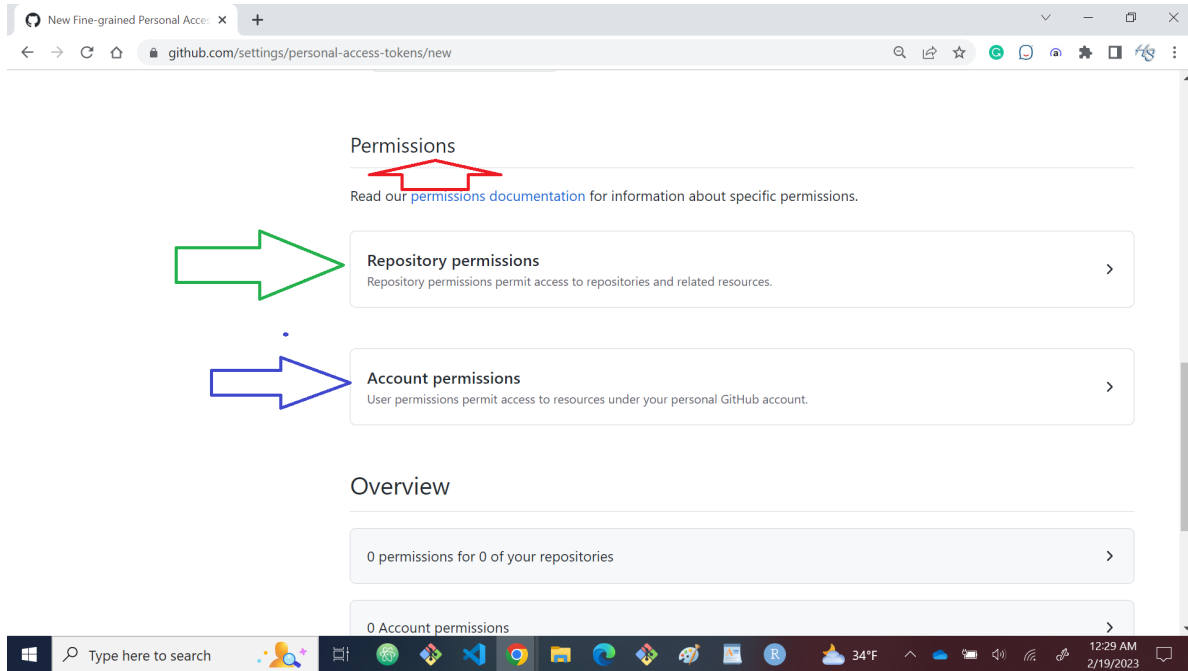 New Fine-grained Personal Acces
github.com/settings/personal-access-tokens/new
Permissions
Read our permissions documentation for information about specific permissions.
Repository permissions
Repository permissions permit access to repositories and related resources.
Account permissions
User permissions permit access to resources under your personal GitHub account.
Overview
0 permissions for 0 of your repositories
0 Account permissions
Type here to search
34°F
12:29 AM
2/19/2023